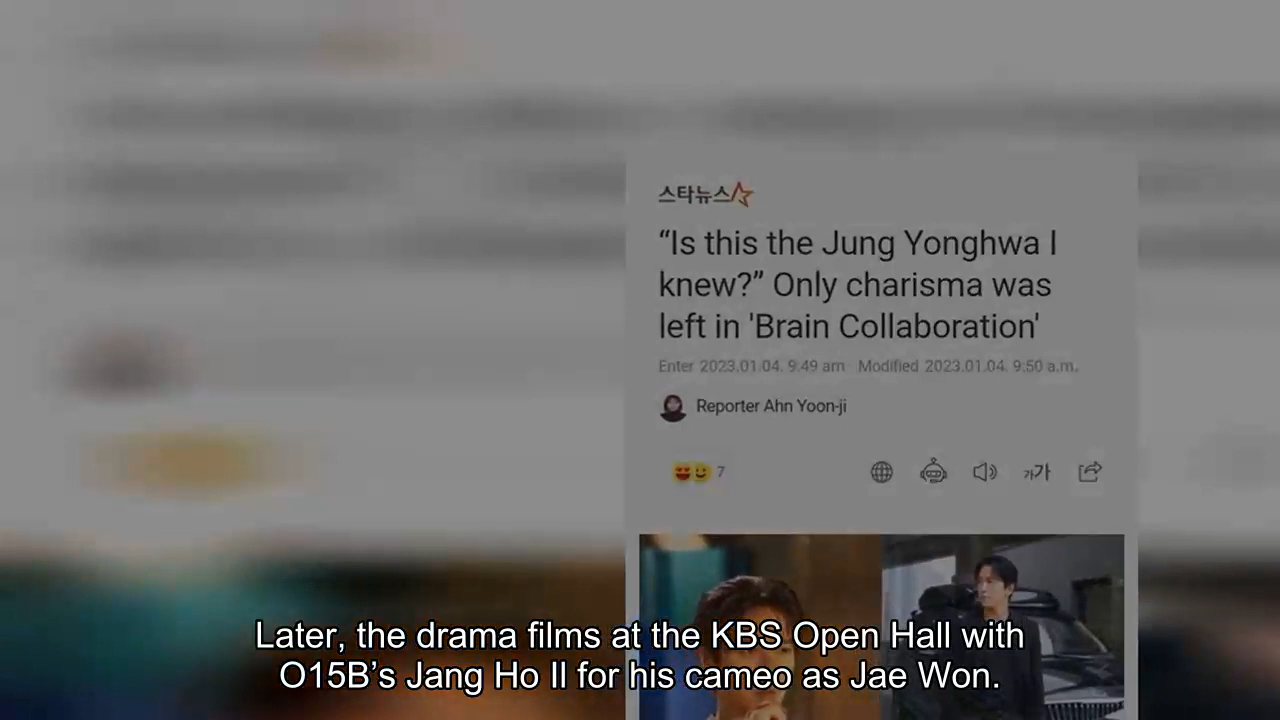 스타뉴스
“Is this the Jung Yonghwa I
knew?” Only charisma was
left in 'Brain Collaboration'
Enter 2023.01.04. 9:49 am Modified 2023.01.04. 9:50 a.m.
Reporter Ahn Yoon-ji
7
가가
Later, the drama films at the KBS Open Hall with
O15B’s Jang Ho Il for his cameo as Jae Won.